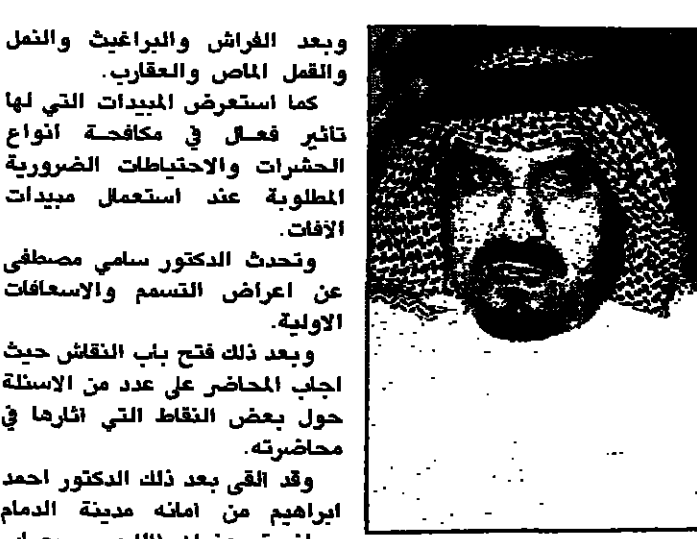 وبعد الفراش والبراغيث والنمل
والقمل الماص والعقارب.
كما استعرض المبيدات التي لها
تأثير فعـال في مكافحـة انواع
الحشرات والاحتياطات الضرورية
المطلوبة عند استعمال مبيدات
الآفات.
وتحدث الدكتور سامي مصطفى
عن اعراض التسمم والاسعافات
الاولية.
وبعد ذلك فتح باب النقاش حيث
اجاب المحاضر على عدد من الاسئلة
حول بعض النقاط التي اثارها في
محاضرته.
وقد القى بعد ذلك الدكتور احمد
ابراهيم من امانه مدينة الدمام